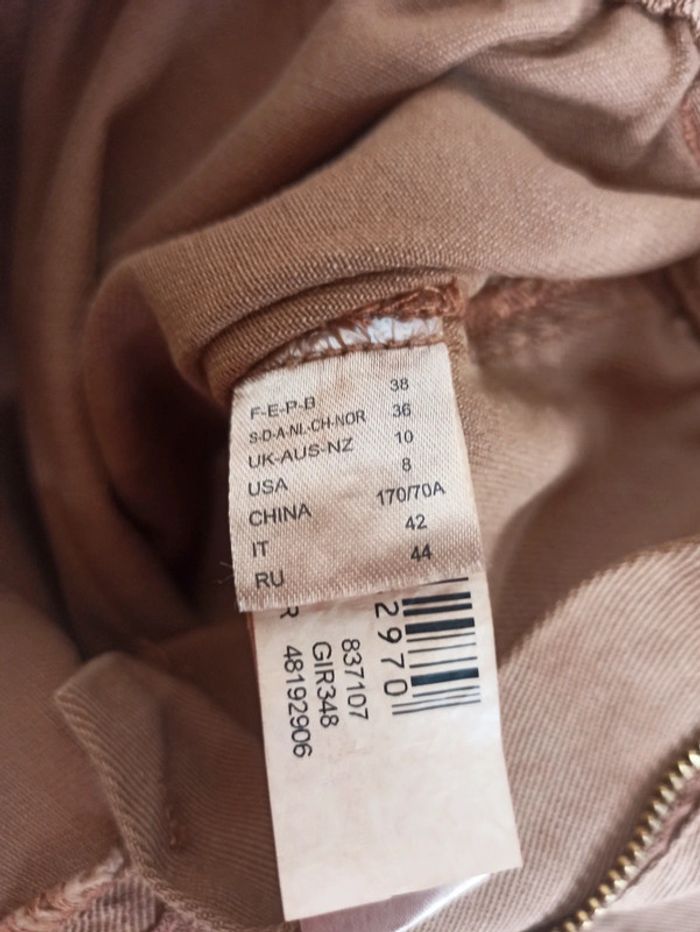 F-E-P-B 38
S-D-A-NL-CH-NOR 36
UK-AUS-NZ 10
USA 8
CHINA 170/70A
IT 42
RU 44
2970
837107
GIR348
R 48192906